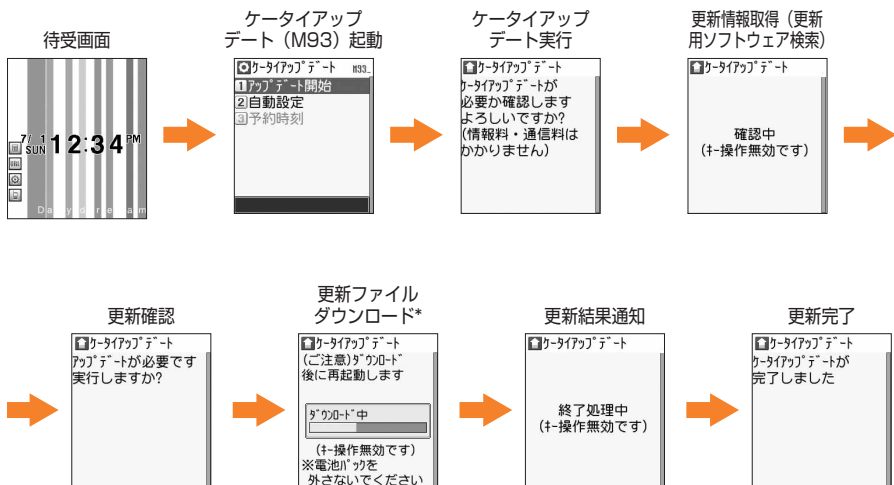 待受画面
7/ 1
SUN
12:34 PM
Daydream
ケータイアップ
デート（M93）起動
ｹｰﾀｲｱｯﾌﾟﾃﾞｰﾄ M93_
1ｱｯﾌﾟﾃﾞｰﾄ開始
2自動設定
3予約時刻
ケータイアップ
デート実行
ｹｰﾀｲｱｯﾌﾟﾃﾞｰﾄ
ｹｰﾀｲｱｯﾌﾟﾃﾞｰﾄが
必要か確認します
よろしいですか?
(情報料・通信料は
かかりません)
更新情報取得（更新
用ソフトウェア検索）
ｹｰﾀｲｱｯﾌﾟﾃﾞｰﾄ
確認中
(ｷｰ操作無効です)
更新確認
ｹｰﾀｲｱｯﾌﾟﾃﾞｰﾄ
ｱｯﾌﾟﾃﾞｰﾄが必要です
実行しますか?
更新ファイル
ダウンロード*
ｹｰﾀｲｱｯﾌﾟﾃﾞｰﾄ
(ご注意)ﾀﾞｳﾝﾛｰﾄﾞ
後に再起動します
ﾀﾞｳﾝﾛｰﾄﾞ中
(ｷｰ操作無効です)
※電池ﾊﾟｯｸを
外さないでください
更新結果通知
ｹｰﾀｲｱｯﾌﾟﾃﾞｰﾄ
終了処理中
(ｷｰ操作無効です)
更新完了
ｹｰﾀｲｱｯﾌﾟﾃﾞｰﾄ
ｹｰﾀｲｱｯﾌﾟﾃﾞｰﾄが
完了しました